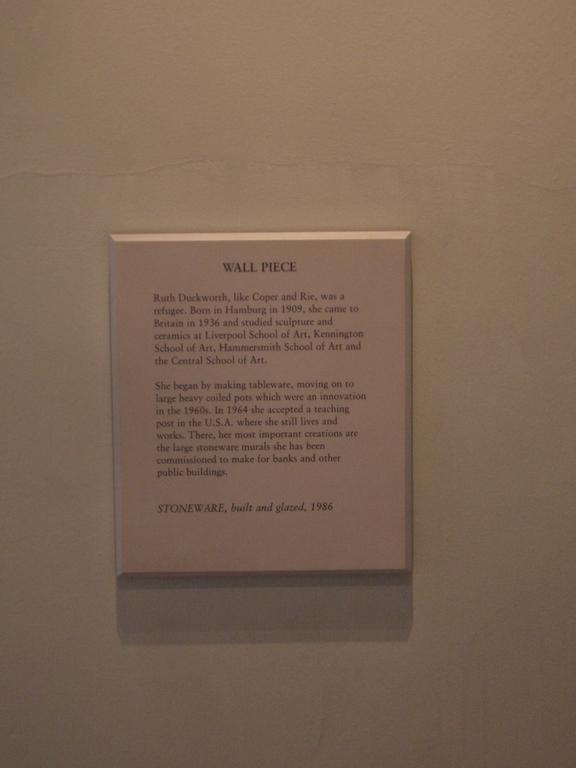 WALL PIECE
Ruth Duckworth, like Coper and Rie, was a
refugee. Born in Hamburg in 1909, she came to
Britain in 1936 and studied sculpture and
ceramics at Liverpool School of Art, Kennington
School of Art, Hammersmith School of Art and
the Central School of Art.
She began by making tableware, moving on to
large heavy coiled pots which were an innovation
in the 1960s. In 1964 she accepted a teaching
post in the U.S.A. where she still lives and
works. There, her most important creations are
the large stoneware murals she has been
commissioned to make for banks and other
public buildings.
STONEWARE, built and glazed, 1986